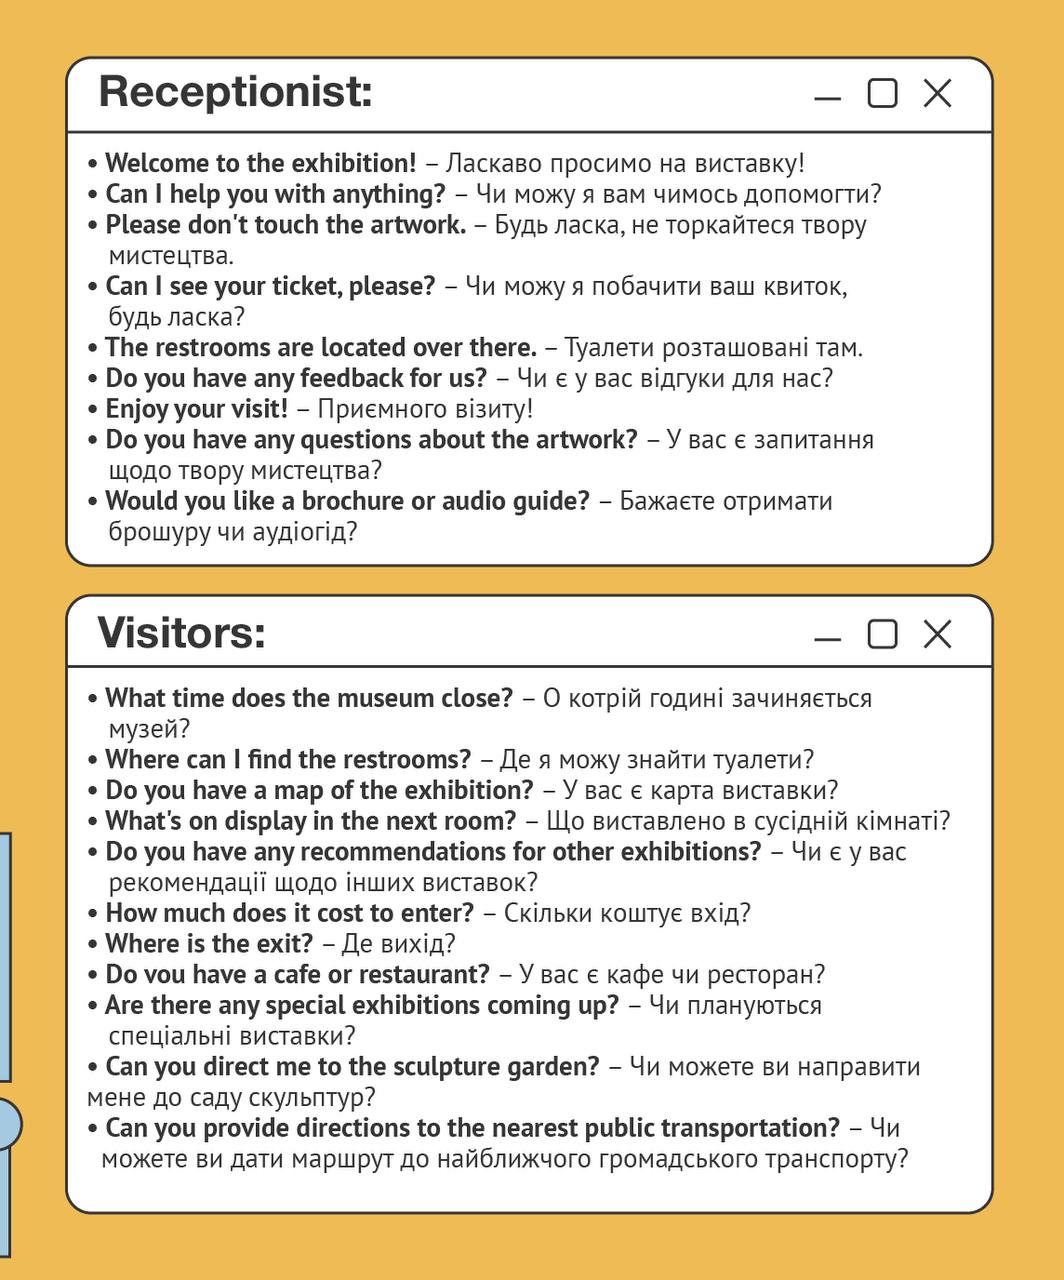 Receptionist:
• Welcome to the exhibition! – Ласкаво просимо на виставку!
• Can I help you with anything? – Чи можу я вам чимось допомогти?
• Please don't touch the artwork. – Будь ласка, не торкайтеся твору
мистецтва.
• Can I see your ticket, please? – Чи можу я побачити ваш квиток,
будь ласка?
• The restrooms are located over there. – Туалети розташовані там.
• Do you have any feedback for us? – Чи є у вас відгуки для нас?
• Enjoy your visit! – Приємного візиту!
• Do you have any questions about the artwork? – У вас є запитання
щодо твору мистецтва?
• Would you like a brochure or audio guide? – Бажаєте отримати
брошуру чи аудіогід?
Visitors:
• What time does the museum close? – О котрій годині зачиняється
музей?
• Where can I find the restrooms? – Де я можу знайти туалети?
• Do you have a map of the exhibition? – У вас є карта виставки?
• What's on display in the next room? – Що виставлено в сусідній кімнаті?
• Do you have any recommendations for other exhibitions? – Чи є у вас
рекомендації щодо інших виставок?
• How much does it cost to enter? – Скільки коштує вхід?
• Where is the exit? – Де вихід?
• Do vou have a cafe or restaurant? – У вас є кафе чи ресторан?
• Are there any special exhibitions coming up? – Чи плануються
спеціальні виставки?
• Can you direct me to the sculpture garden? – Чи можете ви направити
мене до саду скульптур?
• Can you provide directions to the nearest public transportation? – Чи
можете ви дати маршрут до найближчого громадського транспорту?